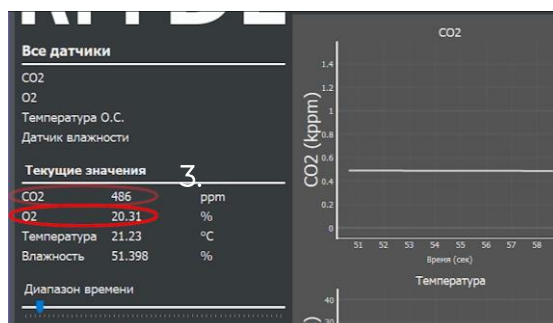 Все датчики
CO2
O2
Температура О.С.
Датчик влажности
Текущие значения
3.
CO2 486 ppm
O2 20.31 %
Температура 21.23 °C
Влажность 51.398 %
Диапазон времени
CO2
CO2 (kppm)
1.4
1.2
1
0.8
0.6
0.4
0.2
0
51 52 53 54 55 56 57 58
Время (сек)
Температура
40
30